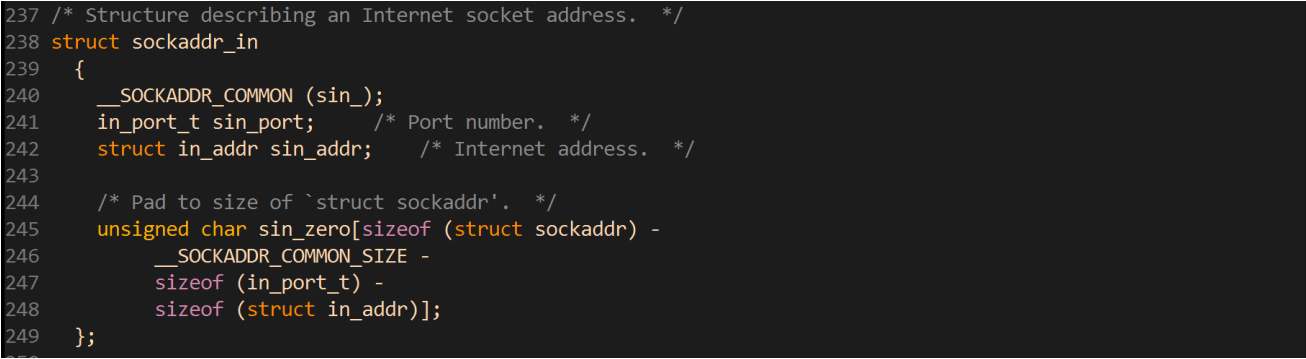 237 /* Structure describing an Internet socket address.  */
238 struct sockaddr_in
239   {
240     __SOCKADDR_COMMON (sin_);
241     in_port_t sin_port;     /* Port number.  */
242     struct in_addr sin_addr;    /* Internet address.  */
243
244     /* Pad to size of `struct sockaddr'.  */
245     unsigned char sin_zero[sizeof (struct sockaddr) -
246          __SOCKADDR_COMMON_SIZE -
247          sizeof (in_port_t) -
248          sizeof (struct in_addr)];
249   };